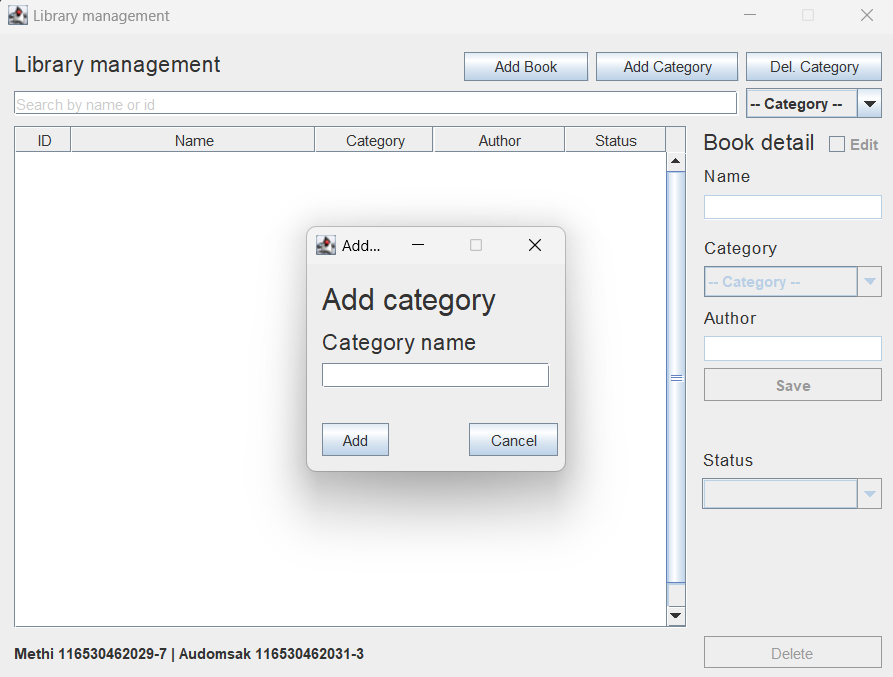 Library management
Library management
Add Book
Add Category
Del. Category
Search by name or id
-- Category --
ID
Name
Category
Author
Status
Book detail
Edit
Name
Category
-- Category --
Author
Save
Status
Delete
Add...
Add category
Category name
Add
Cancel
Methi 116530462029-7 | Audomsak 116530462031-3